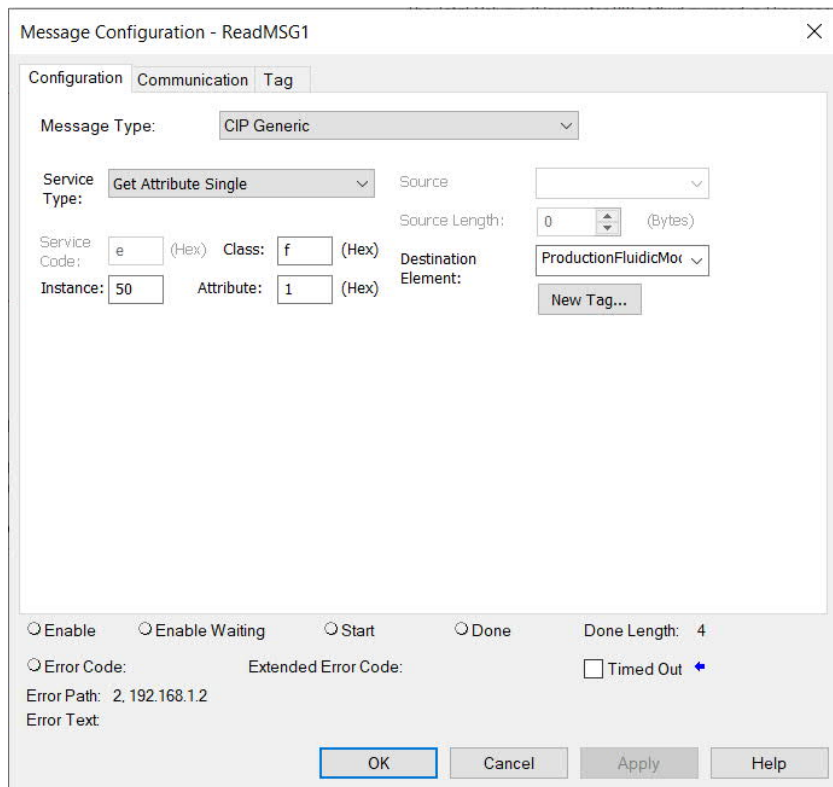 Message Configuration - ReadMSG1
Configuration Communication Tag
Message Type: CIP Generic
Service Type: Get Attribute Single
Source
Source Length: 0 (Bytes)
Service Code: e (Hex) Class: f (Hex)
Instance: 50 Attribute: 1 (Hex)
Destination Element: ProductionFluidicMod
New Tag...
Enable Enable Waiting Start Done Done Length: 4
Error Code: Extended Error Code: Timed Out
Error Path: 2, 192.168.1.2
Error Text:
OK Cancel Apply Help